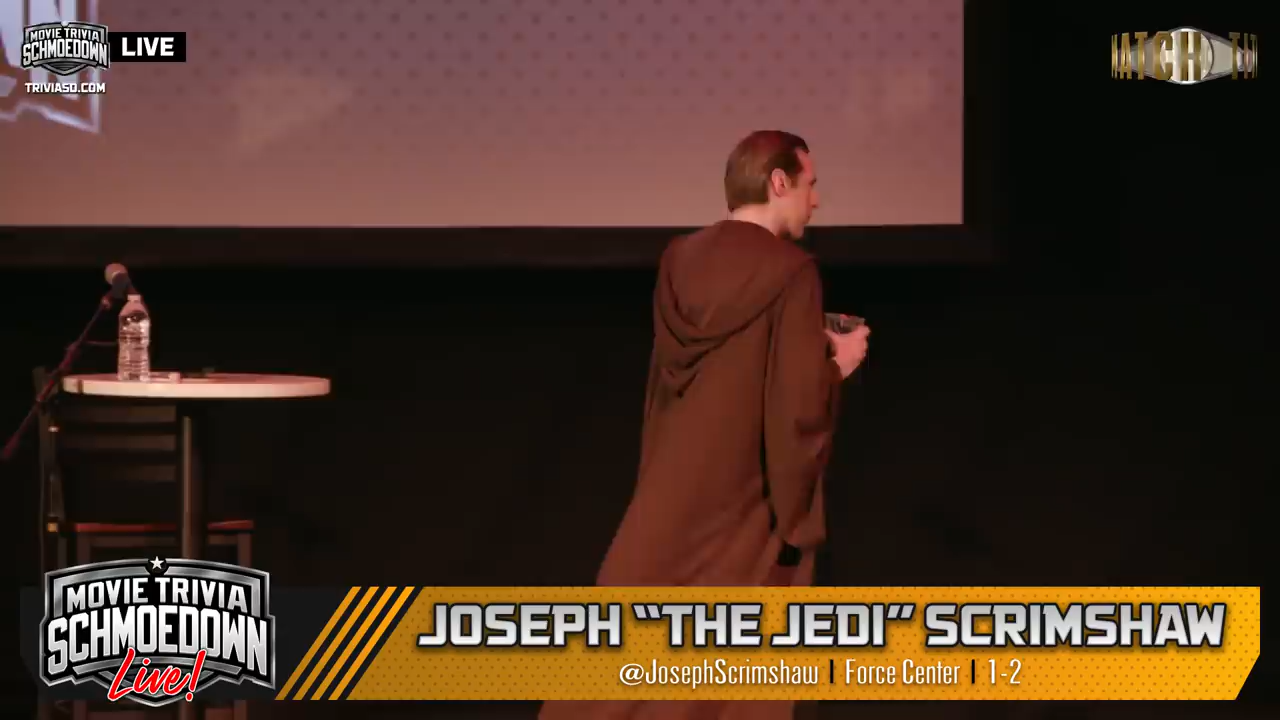 MOVIE TRIVIA
SCHMOEDOWN
LIVE
TRIVIASD.COM
MOVIE TRIVIA
SCHMOEDOWN
Live!
JOSEPH “THE JEDI” SCRIMSHAW
@JosephScrimshaw | Force Center | 1-2